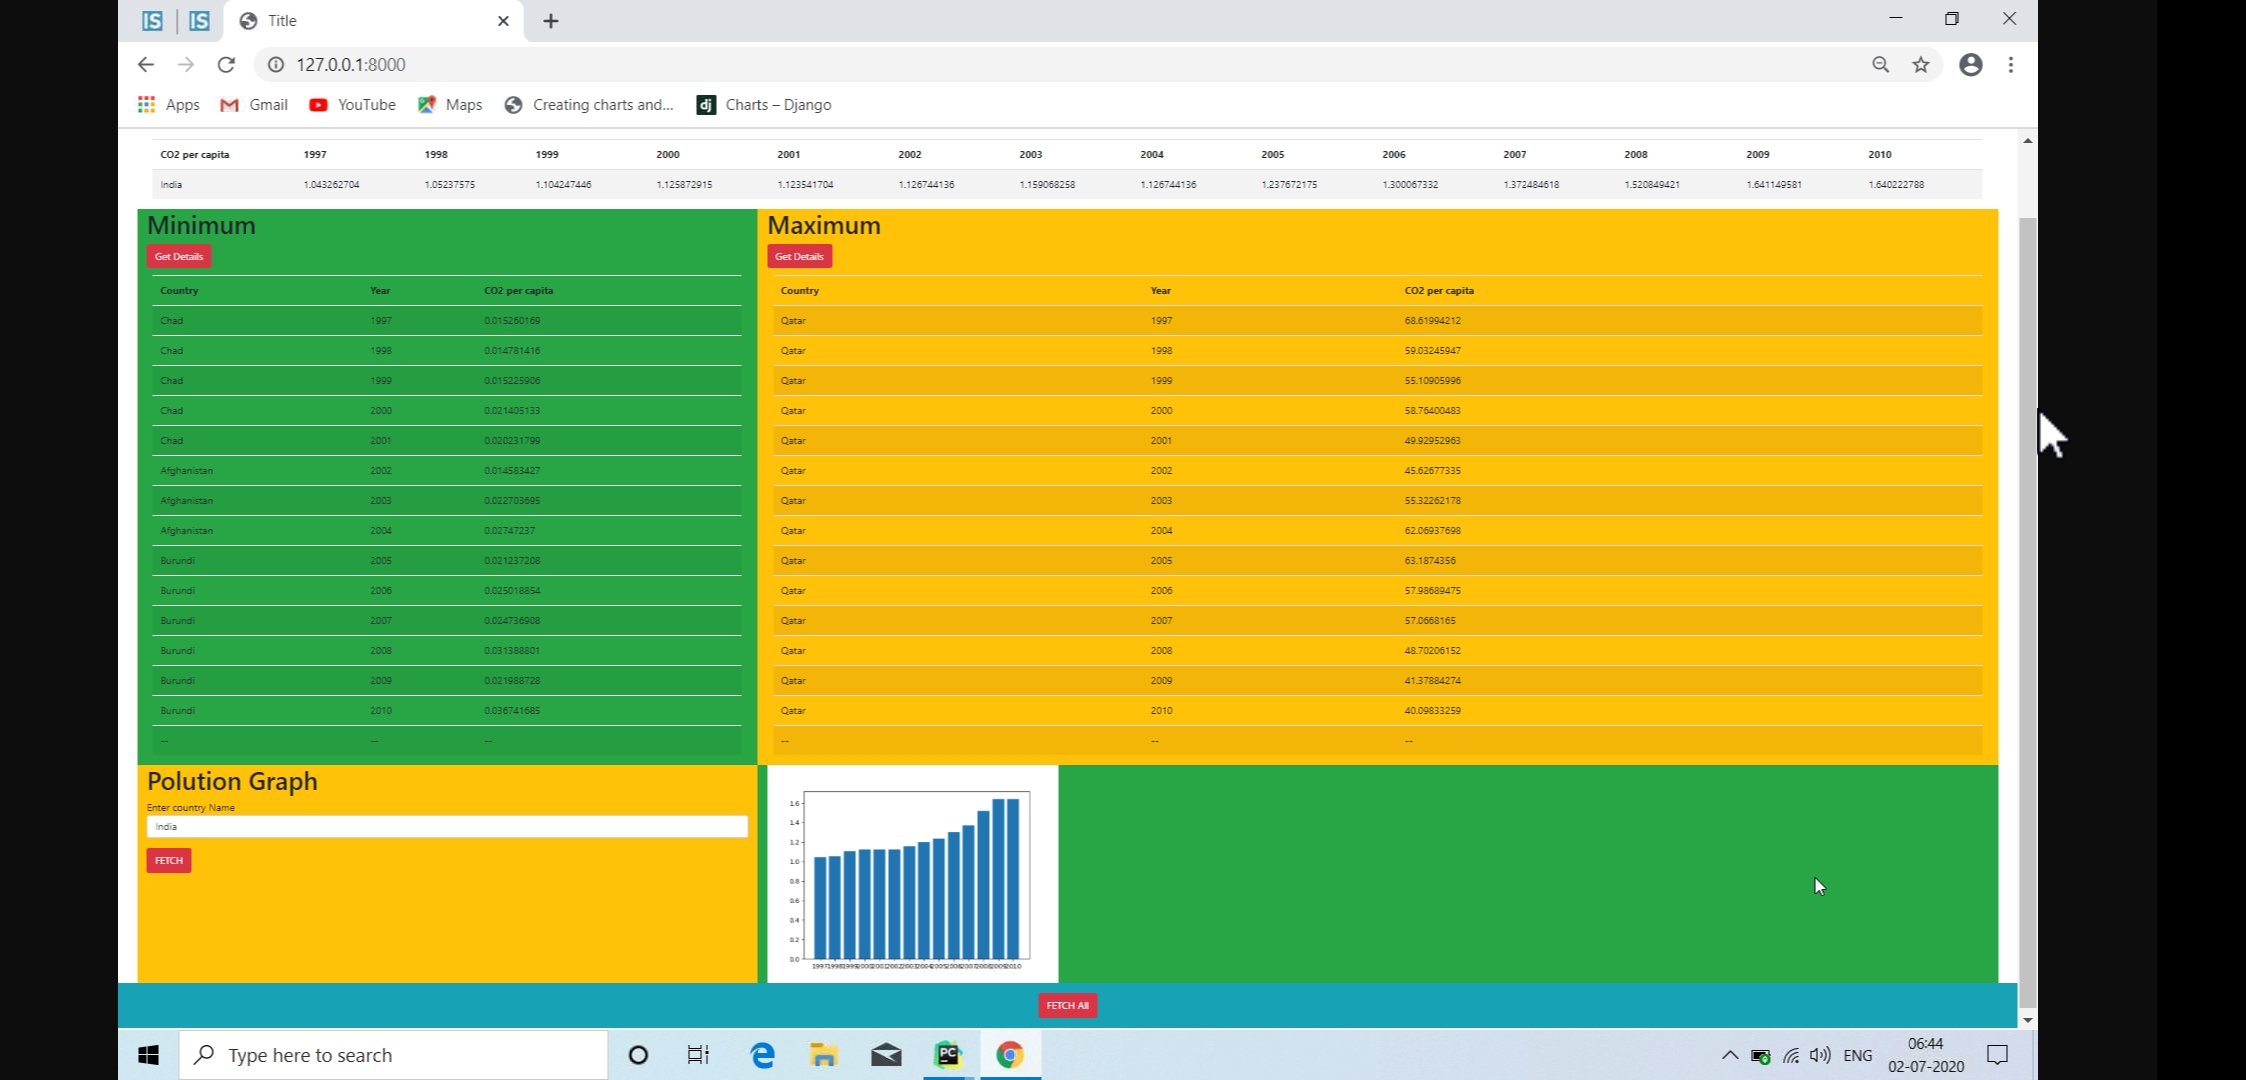 Title
127.0.0.1:8000
Apps Gmail YouTube Maps Creating charts and... dj Charts – Django
CO2 per capita 1997 1998 1999 2000 2001 2002 2003 2004 2005 2006 2007 2008 2009 2010
India 1.043262704 1.05237575 1.104247446 1.125872915 1.123541704 1.126744136 1.159068258 1.126744136 1.237672175 1.300067332 1.372484618 1.520849421 1.641149581 1.640222788
Minimum Maximum
Get Details Get Details
Country Year CO2 per capita Country Year CO2 per capita
Chad 1997 0.015260169 Qatar 1997 68.61994212
Chad 1998 0.014781416 Qatar 1998 59.03245947
Chad 1999 0.015225906 Qatar 1999 55.10905996
Chad 2000 0.021405133 Qatar 2000 58.76400483
Chad 2001 0.020231799 Qatar 2001 49.92952963
Afghanistan 2002 0.014583427 Qatar 2002 45.62677335
Afghanistan 2003 0.022703695 Qatar 2003 55.32262178
Afghanistan 2004 0.02747237 Qatar 2004 62.06937698
Burundi 2005 0.021237208 Qatar 2005 63.1874356
Burundi 2006 0.025018854 Qatar 2006 57.98689475
Burundi 2007 0.024736908 Qatar 2007 57.0668165
Burundi 2008 0.031388801 Qatar 2008 48.70206152
Burundi 2009 0.021988728 Qatar 2009 41.37884274
Burundi 2010 0.036741685 Qatar 2010 40.09833259
-- -- -- -- -- --
Polution Graph
Enter country Name
India
FETCH
1.6
1.4
1.2
1.0
0.8
0.6
0.4
0.2
0.0
1997 1998 1999 2000 2001 2002 2003 2004 2005 2006 2007 2008 2009 2010
FETCH All
Type here to search
PC
ENG
06:44
02-07-2020